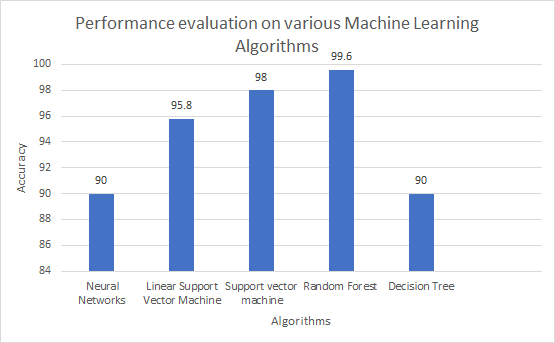 Performance evaluation on various Machine Learning
Algorithms
100
98
96
94
92
90
88
86
84
Accuracy
90
95.8
98
99.6
90
Neural
Networks
Linear Support
Vector Machine
Support vector
machine
Random Forest
Decision Tree
Algorithms